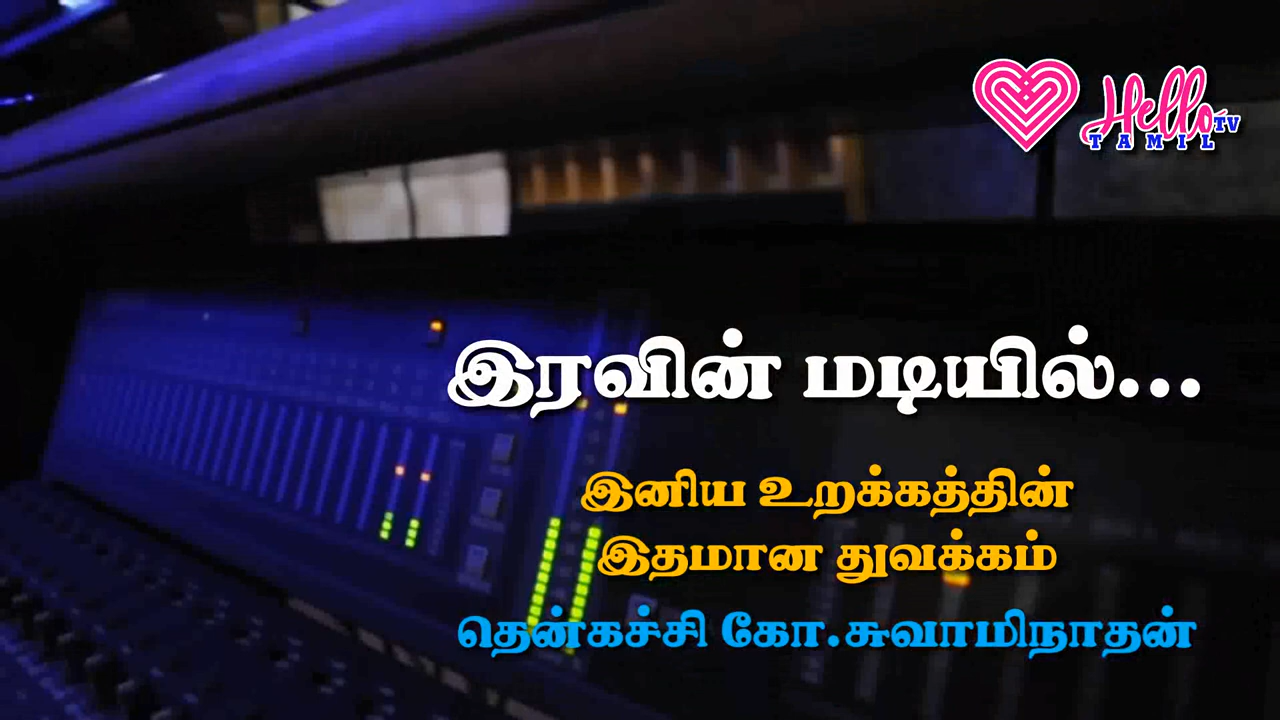 Hello TV
TAMIL
இரவின் மடியில்...
இனிய உறக்கத்தின்
இதமான துவக்கம்
தென்கச்சி கோ.சுவாமிநாதன்